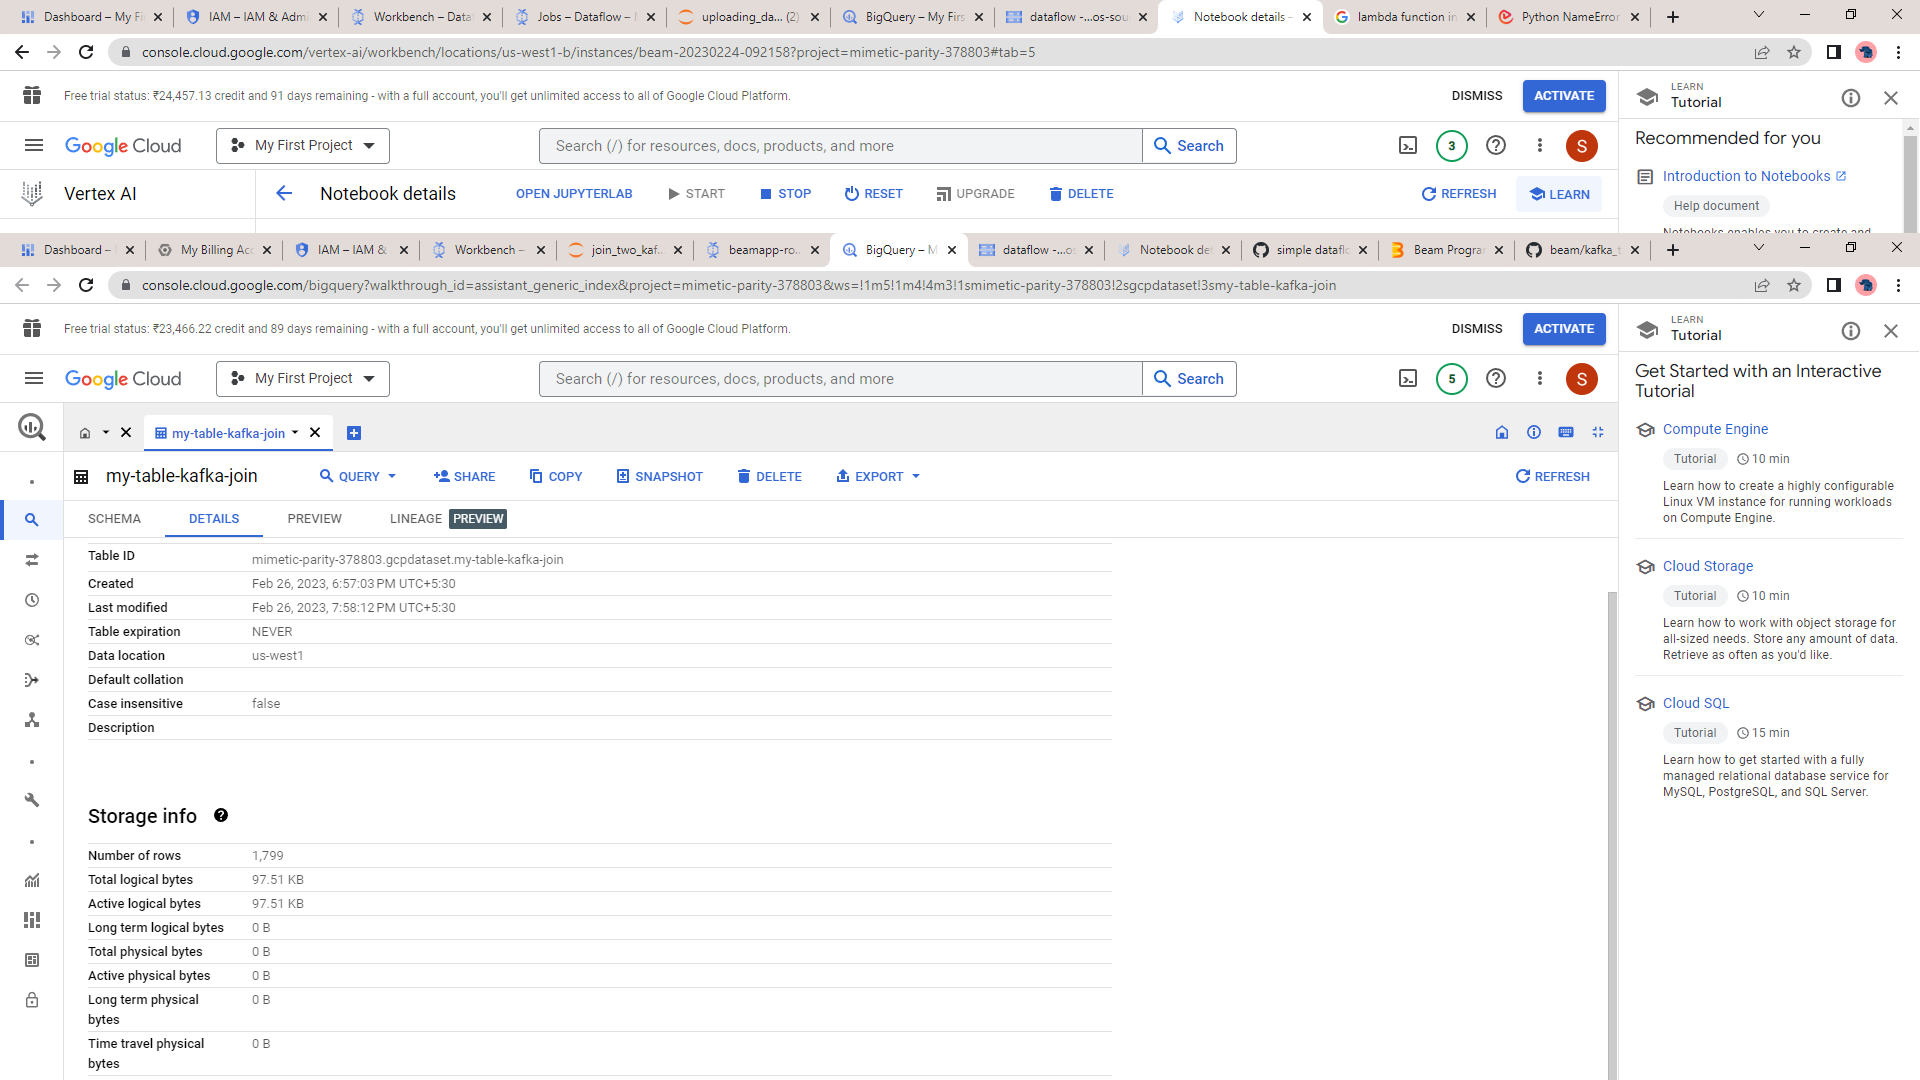 Dashboard – My Fi
IAM – IAM & Admi
Workbench – Data
Jobs – Dataflow –
uploading_da... (2)
BigQuery – My Firs
dataflow -...os-sou
Notebook details –
lambda function in
Python NameError
console.cloud.google.com/vertex-ai/workbench/locations/us-west1-b/instances/beam-20230224-092158?project=mimetic-parity-378803#tab=5
Free trial status: ₹24,457.13 credit and 91 days remaining - with a full account, you'll get unlimited access to all of Google Cloud Platform.
DISMISS
ACTIVATE
LEARN
Tutorial
Google Cloud
My First Project
Search (/) for resources, docs, products, and more
Search
3
S
Recommended for you
Introduction to Notebooks
Help document
Notebooks enables you to create and
Vertex AI
Notebook details
OPEN JUPYTERLAB
START
STOP
RESET
UPGRADE
DELETE
REFRESH
LEARN
Dashboard –
My Billing Acc
IAM – IAM &
Workbench –
join_two_kaf...
beamapp-ro...
BigQuery – M
dataflow -...os
Notebook det
simple dataflo
Beam Progra
beam/kafka_t
console.cloud.google.com/bigquery?walkthrough_id=assistant_generic_index&project=mimetic-parity-378803&ws=!1m5!1m4!4m3!1smimetic-parity-378803!2sgcpdataset!3smy-table-kafka-join
Free trial status: ₹23,466.22 credit and 89 days remaining - with a full account, you'll get unlimited access to all of Google Cloud Platform.
DISMISS
ACTIVATE
LEARN
Tutorial
Google Cloud
My First Project
Search (/) for resources, docs, products, and more
Search
5
S
my-table-kafka-join
my-table-kafka-join
QUERY
SHARE
COPY
SNAPSHOT
DELETE
EXPORT
REFRESH
SCHEMA
DETAILS
PREVIEW
LINEAGE
PREVIEW
Table ID mimetic-parity-378803.gcpdataset.my-table-kafka-join
Created Feb 26, 2023, 6:57:03 PM UTC+5:30
Last modified Feb 26, 2023, 7:58:12 PM UTC+5:30
Table expiration NEVER
Data location us-west1
Default collation
Case insensitive false
Description
Storage info
Number of rows 1,799
Total logical bytes 97.51 KB
Active logical bytes 97.51 KB
Long term logical bytes 0 B
Total physical bytes 0 B
Active physical bytes 0 B
Long term physical bytes 0 B
Time travel physical bytes 0 B
Get Started with an Interactive
Tutorial
Compute Engine
Tutorial 10 min
Learn how to create a highly configurable
Linux VM instance for running workloads
on Compute Engine.
Cloud Storage
Tutorial 10 min
Learn how to work with object storage for
all-sized needs. Store any amount of data.
Retrieve as often as you'd like.
Cloud SQL
Tutorial 15 min
Learn how to get started with a fully
managed relational database service for
MySQL, PostgreSQL, and SQL Server.